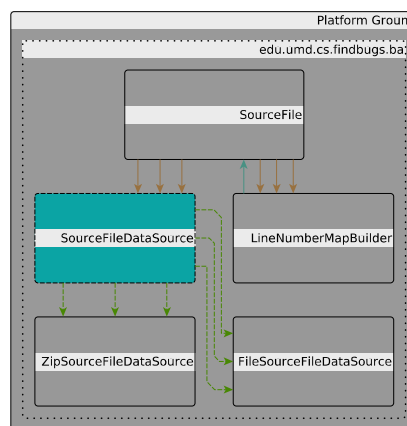 Platform Groun
edu.umd.cs.findbugs.ba
SourceFile
SourceFileDataSource
LineNumberMapBuilder
ZipSourceFileDataSource
FileSourceFileDataSource